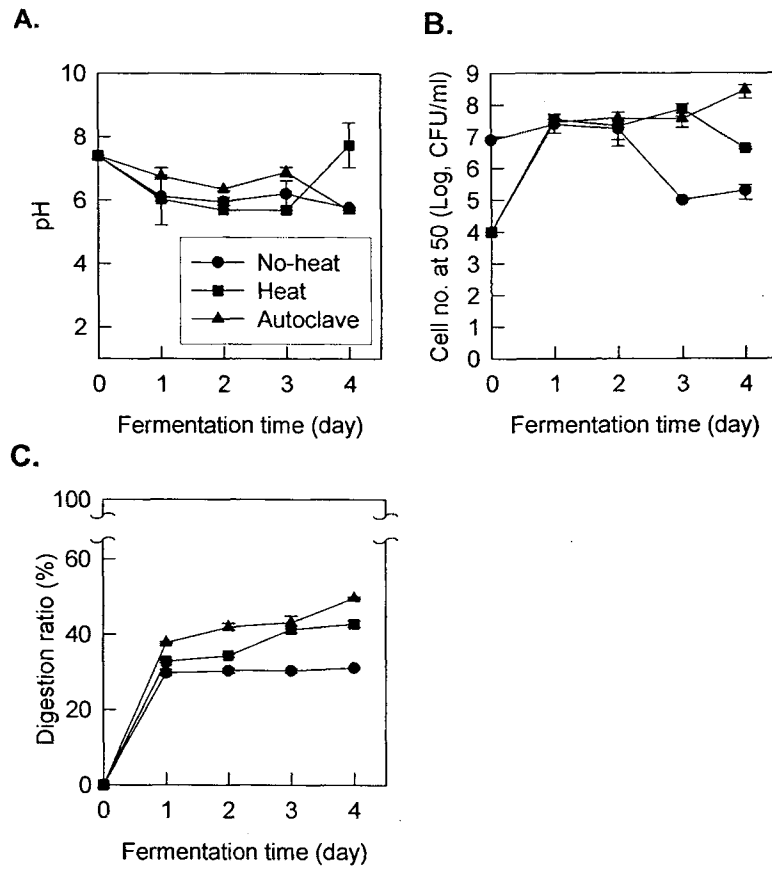 A.
10
8
6
4
2
pH
No-heat
Heat
Autoclave
0 1 2 3 4
Fermentation time (day)
B.
9
8
7
6
5
4
3
2
1
0
Cell no. at 50 (Log, CFU/ml)
0 1 2 3 4
Fermentation time (day)
C.
100
60
40
20
0
Digestion ratio (%)
0 1 2 3 4
Fermentation time (day)